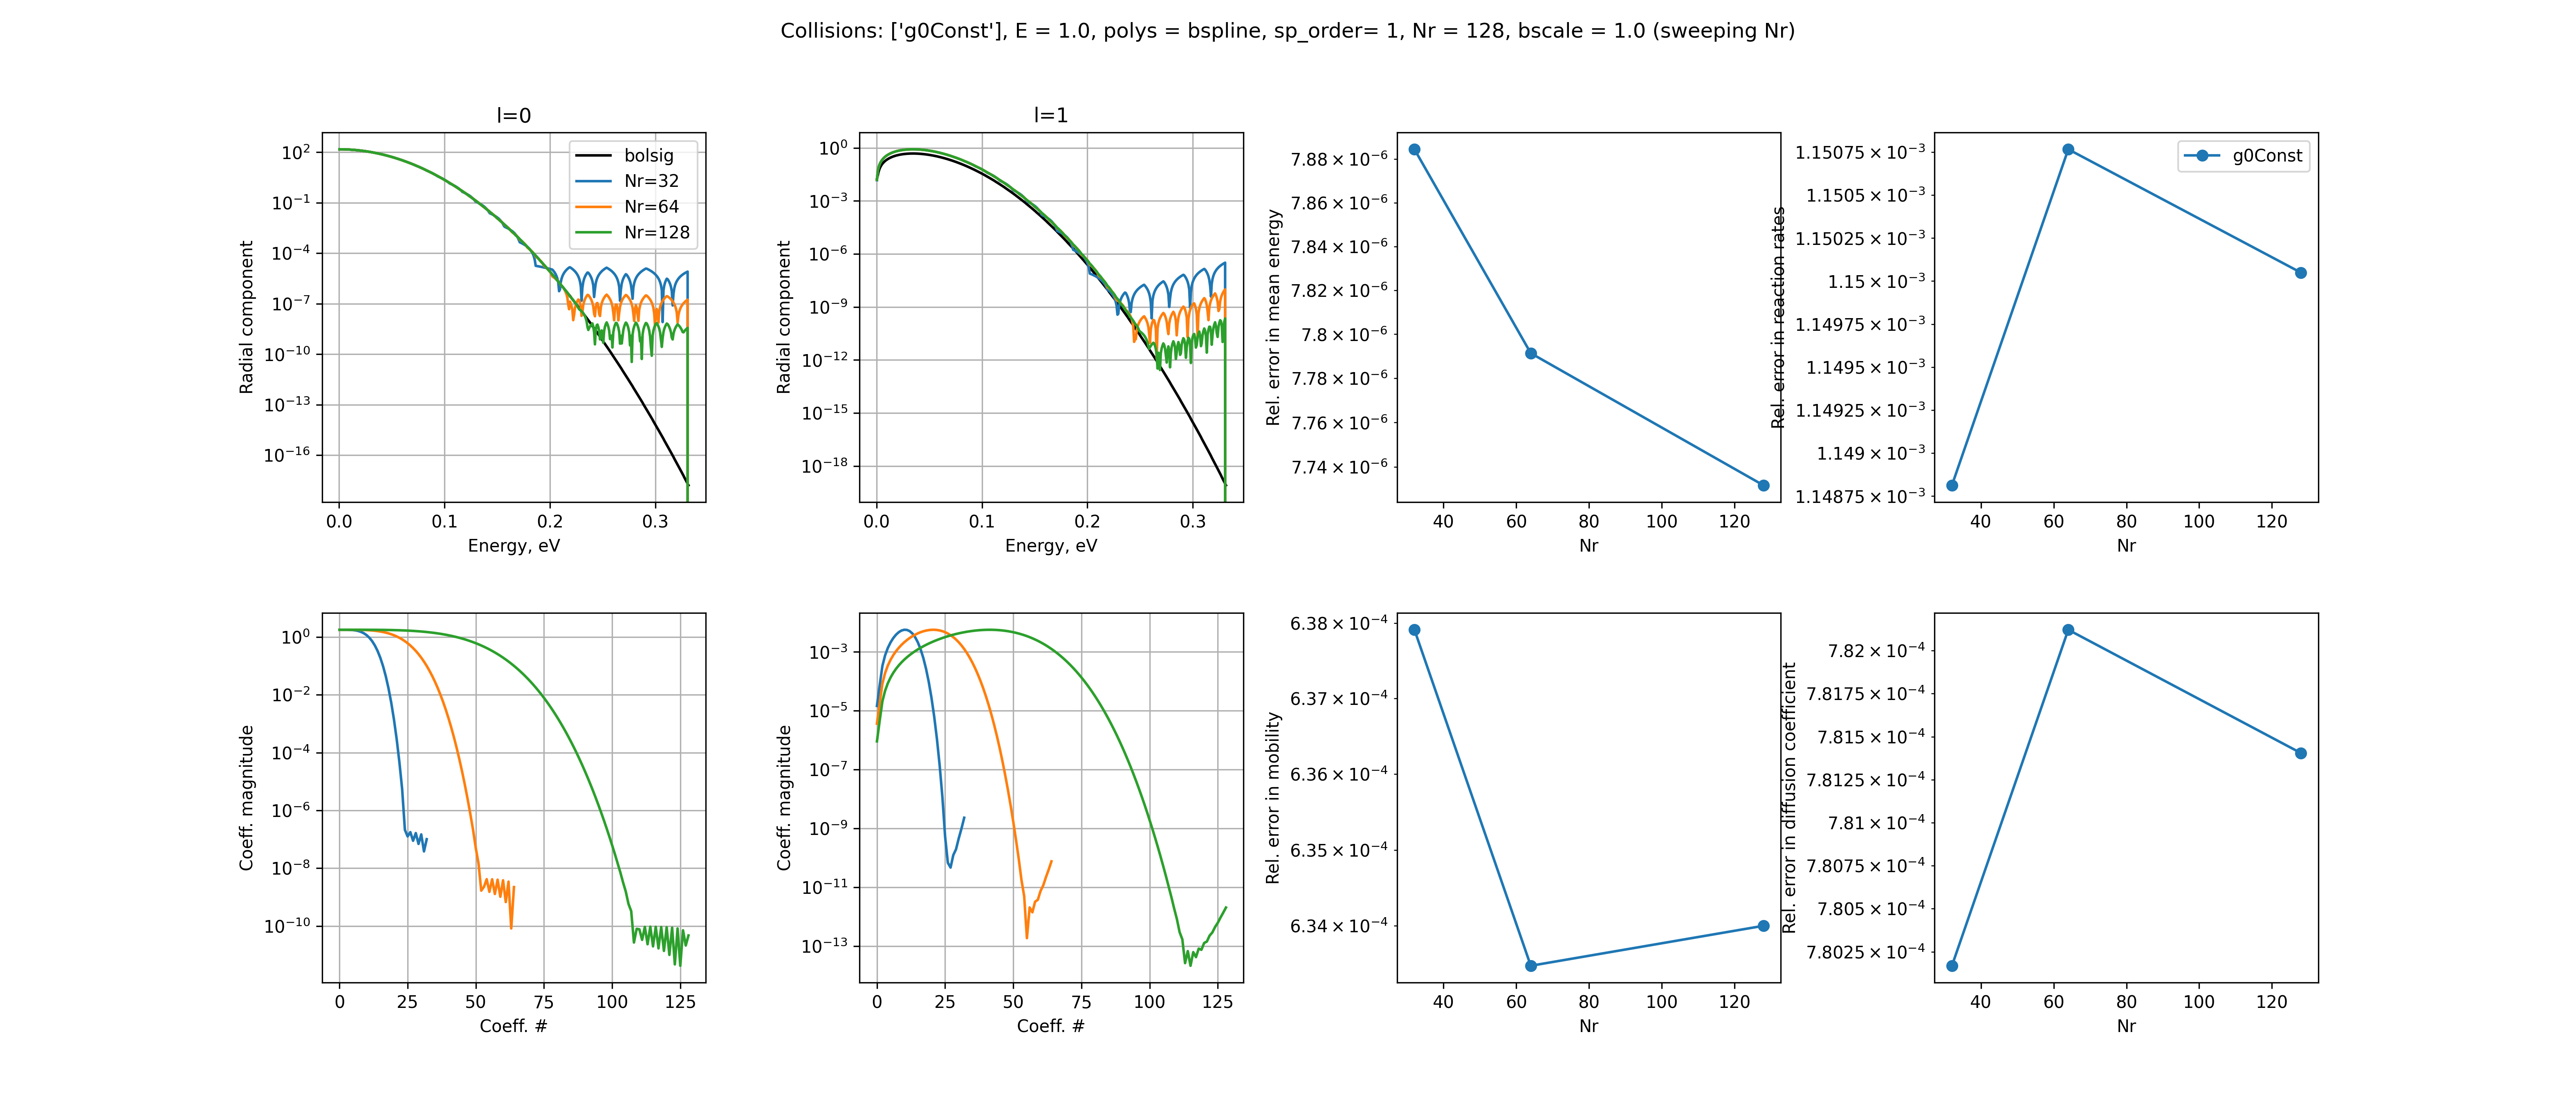 Collisions: ['g0Const'], E = 1.0, polys = bspline, sp_order= 1, Nr = 128, bscale = 1.0 (sweeping Nr)
l=0
Radial component
10²
10⁻¹
10⁻⁴
10⁻⁷
10⁻¹⁰
10⁻¹³
10⁻¹⁶
bolsig
Nr=32
Nr=64
Nr=128
0.0 0.1 0.2 0.3
Energy, eV
l=1
Radial component
10⁰
10⁻³
10⁻⁶
10⁻⁹
10⁻¹²
10⁻¹⁵
10⁻¹⁸
0.0 0.1 0.2 0.3
Energy, eV
Rel. error in mean energy
7.88 × 10⁻⁶
7.86 × 10⁻⁶
7.84 × 10⁻⁶
7.82 × 10⁻⁶
7.8 × 10⁻⁶
7.78 × 10⁻⁶
7.76 × 10⁻⁶
7.74 × 10⁻⁶
40 60 80 100 120
Nr
Rel. error in reaction rates
1.15075 × 10⁻³
1.1505 × 10⁻³
1.15025 × 10⁻³
1.15 × 10⁻³
1.14975 × 10⁻³
1.1495 × 10⁻³
1.14925 × 10⁻³
1.149 × 10⁻³
1.14875 × 10⁻³
g0Const
40 60 80 100 120
Nr
Coeff. magnitude
10⁰
10⁻²
10⁻⁴
10⁻⁶
10⁻⁸
10⁻¹⁰
0 25 50 75 100 125
Coeff. #
Coeff. magnitude
10⁻³
10⁻⁵
10⁻⁷
10⁻⁹
10⁻¹¹
10⁻¹³
0 25 50 75 100 125
Coeff. #
Rel. error in mobility
6.38 × 10⁻⁴
6.37 × 10⁻⁴
6.36 × 10⁻⁴
6.35 × 10⁻⁴
6.34 × 10⁻⁴
40 60 80 100 120
Nr
Rel. error in diffusion coefficient
7.82 × 10⁻⁴
7.8175 × 10⁻⁴
7.815 × 10⁻⁴
7.8125 × 10⁻⁴
7.81 × 10⁻⁴
7.8075 × 10⁻⁴
7.805 × 10⁻⁴
7.8025 × 10⁻⁴
40 60 80 100 120
Nr